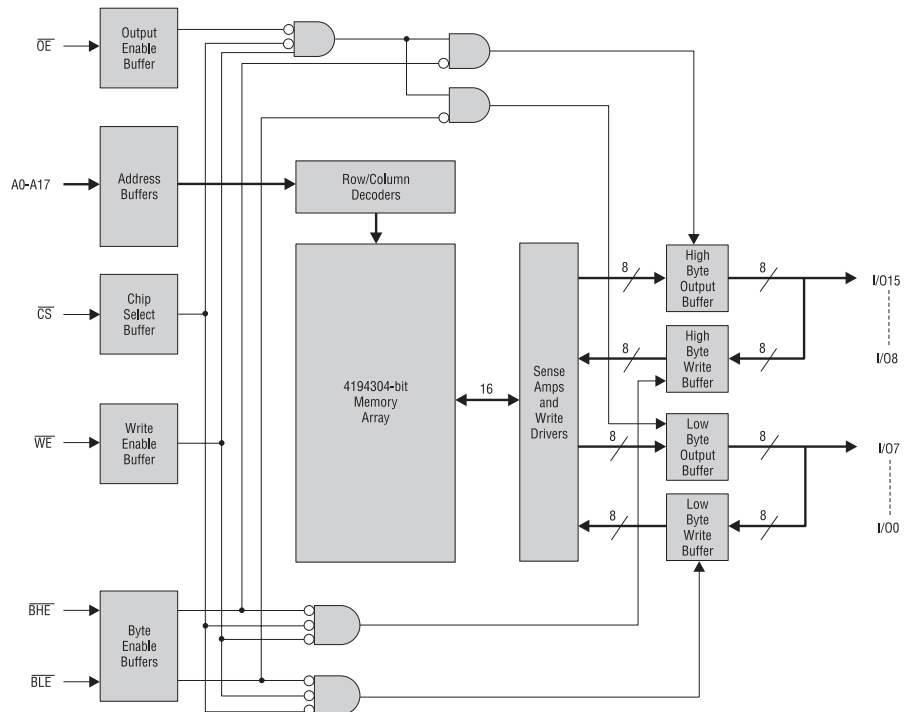 OE
Output
Enable
Buffer
A0-A17
Address
Buffers
Row/Column
Decoders
CS
Chip
Select
Buffer
WE
Write
Enable
Buffer
4194304-bit
Memory
Array
16
Sense
Amps
and
Write
Drivers
8
High
Byte
Output
Buffer
8
I/O15
8
High
Byte
Write
Buffer
8
I/O8
8
Low
Byte
Output
Buffer
8
I/O7
8
Low
Byte
Write
Buffer
8
I/O0
BHE
Byte
Enable
Buffers
BLE